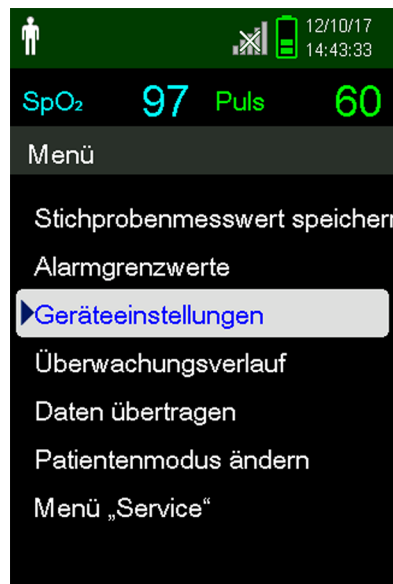 12/10/17
14:43:33
SpO₂ 97 Puls 60
Menü
Stichprobenmesswert speichern
Alarmgrenzwerte
Geräteeinstellungen
Überwachungsverlauf
Daten übertragen
Patientenmodus ändern
Menü „Service“